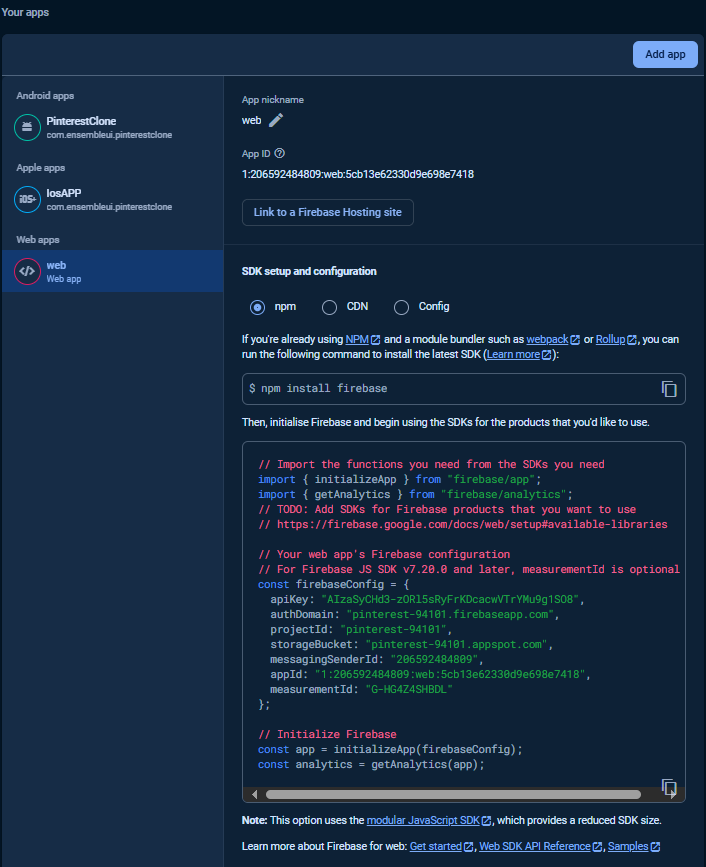 Your apps
Add app
Android apps
PinterestClone
com.ensembleui.pinterestclone
Apple apps
iOS+
IosAPP
com.ensembleui.pinterestclone
Web apps
</>
web
Web app
App nickname
web
App ID
1:206592484809:web:5cb13e62330d9e698e7418
Link to a Firebase Hosting site
SDK setup and configuration
npm
CDN
Config
If you're already using NPM and a module bundler such as webpack or Rollup, you can
run the following command to install the latest SDK (Learn more):
$ npm install firebase
Then, initialise Firebase and begin using the SDKs for the products that you'd like to use.
// Import the functions you need from the SDKs you need
import { initializeApp } from "firebase/app";
import { getAnalytics } from "firebase/analytics";
// TODO: Add SDKs for Firebase products that you want to use
// https://firebase.google.com/docs/web/setup#available-libraries
// Your web app's Firebase configuration
// For Firebase JS SDK v7.20.0 and later, measurementId is optional
const firebaseConfig = {
apiKey: "AIzaSyCHd3-zORl5sRyFrKDcacwVTrYMu9g1SO8",
authDomain: "pinterest-94101.firebaseapp.com",
projectId: "pinterest-94101",
storageBucket: "pinterest-94101.appspot.com",
messagingSenderId: "206592484809",
appId: "1:206592484809:web:5cb13e62330d9e698e7418",
measurementId: "G-HG4Z4SHBDL"
};
// Initialize Firebase
const app = initializeApp(firebaseConfig);
const analytics = getAnalytics(app);
Note: This option uses the modular JavaScript SDK, which provides a reduced SDK size.
Learn more about Firebase for web: Get started, Web SDK API Reference, Samples